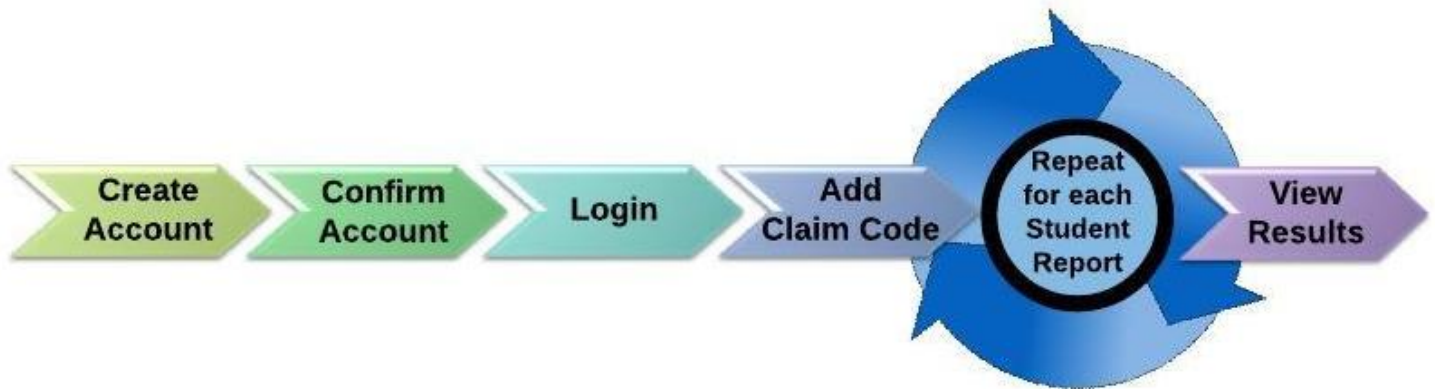 Create
Account
Confirm
Account
Login
Add
Claim Code
Repeat
for each
Student
Report
View
Results